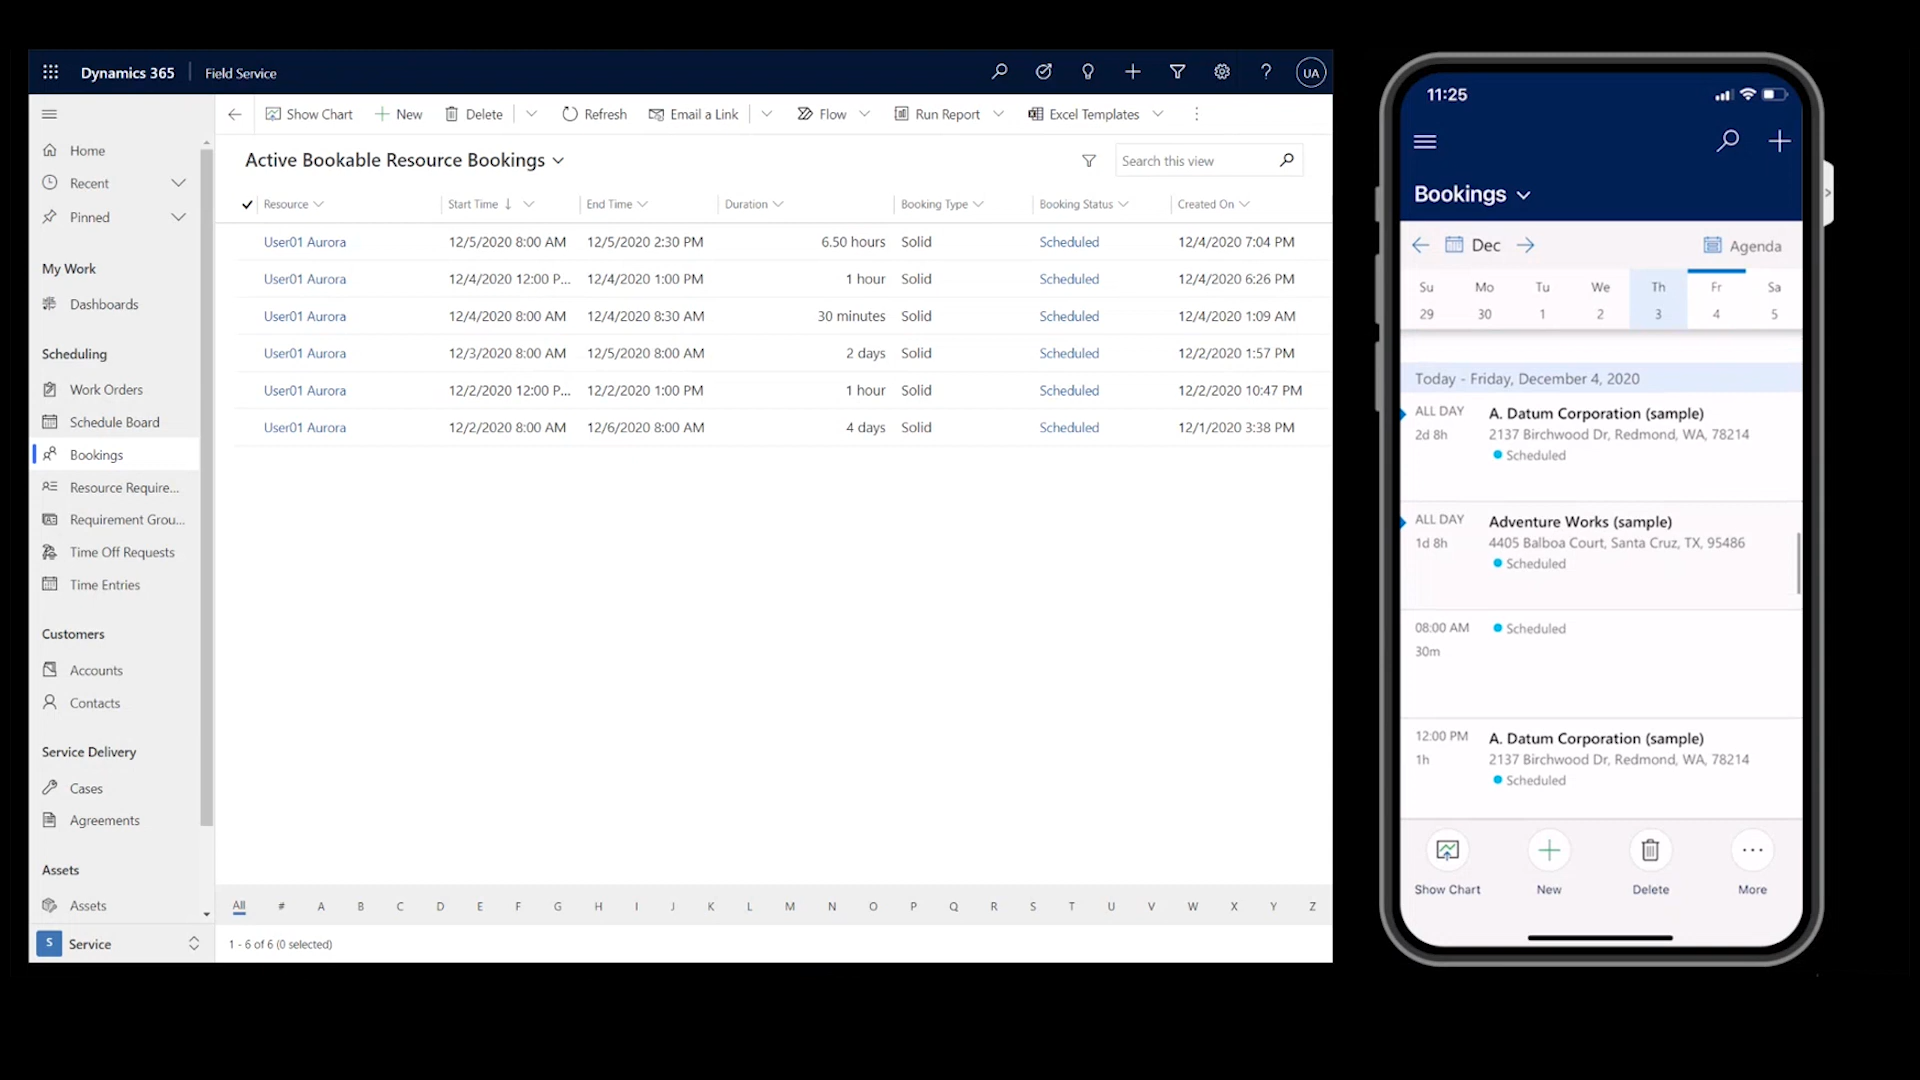 Dynamics 365 Field Service UA
Show Chart New Delete Refresh Email a Link Flow Run Report Excel Templates
Home
Recent
Pinned
My Work
Dashboards
Scheduling
Work Orders
Schedule Board
Bookings
Resource Require...
Requirement Grou...
Time Off Requests
Time Entries
Customers
Accounts
Contacts
Service Delivery
Cases
Agreements
Assets
Assets
S Service
Active Bookable Resource Bookings Search this view
Resource Start Time End Time Duration Booking Type Booking Status Created On
User01 Aurora 12/5/2020 8:00 AM 12/5/2020 2:30 PM 6.50 hours Solid Scheduled 12/4/2020 7:04 PM
User01 Aurora 12/4/2020 12:00 P... 12/4/2020 1:00 PM 1 hour Solid Scheduled 12/4/2020 6:26 PM
User01 Aurora 12/4/2020 8:00 AM 12/4/2020 8:30 AM 30 minutes Solid Scheduled 12/4/2020 1:09 AM
User01 Aurora 12/3/2020 8:00 AM 12/5/2020 8:00 AM 2 days Solid Scheduled 12/2/2020 1:57 PM
User01 Aurora 12/2/2020 12:00 P... 12/2/2020 1:00 PM 1 hour Solid Scheduled 12/2/2020 10:47 PM
User01 Aurora 12/2/2020 8:00 AM 12/6/2020 8:00 AM 4 days Solid Scheduled 12/1/2020 3:38 PM
All # A B C D E F G H I J K L M N O P Q R S T U V W X Y Z
1 - 6 of 6 (0 selected)
11:25
Bookings
Dec Agenda
Su Mo Tu We Th Fr Sa
29 30 1 2 3 4 5
Today - Friday, December 4, 2020
ALL DAY A. Datum Corporation (sample)
2d 8h 2137 Birchwood Dr, Redmond, WA, 78214
Scheduled
ALL DAY Adventure Works (sample)
1d 8h 4405 Balboa Court, Santa Cruz, TX, 95486
Scheduled
08:00 AM Scheduled
30m
12:00 PM A. Datum Corporation (sample)
1h 2137 Birchwood Dr, Redmond, WA, 78214
Scheduled
Show Chart New Delete More